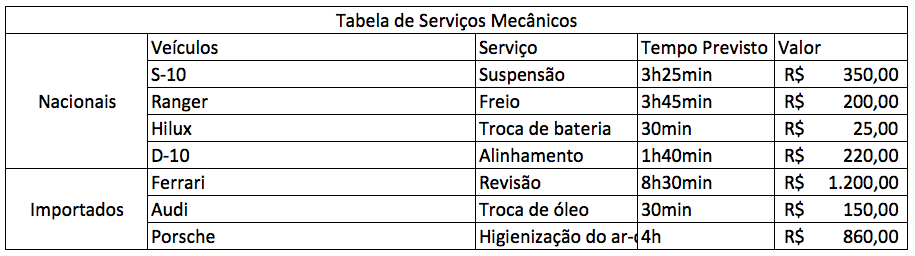 Tabela de Serviços Mecânicos
Veículos Serviço Tempo Previsto Valor
S-10 Suspensão 3h25min R$ 350,00
Nacionais Ranger Freio 3h45min R$ 200,00
Hilux Troca de bateria 30min R$ 25,00
D-10 Alinhamento 1h40min R$ 220,00
Ferrari Revisão 8h30min R$ 1.200,00
Importados Audi Troca de óleo 30min R$ 150,00
Porsche Higienização do ar- 4h R$ 860,00